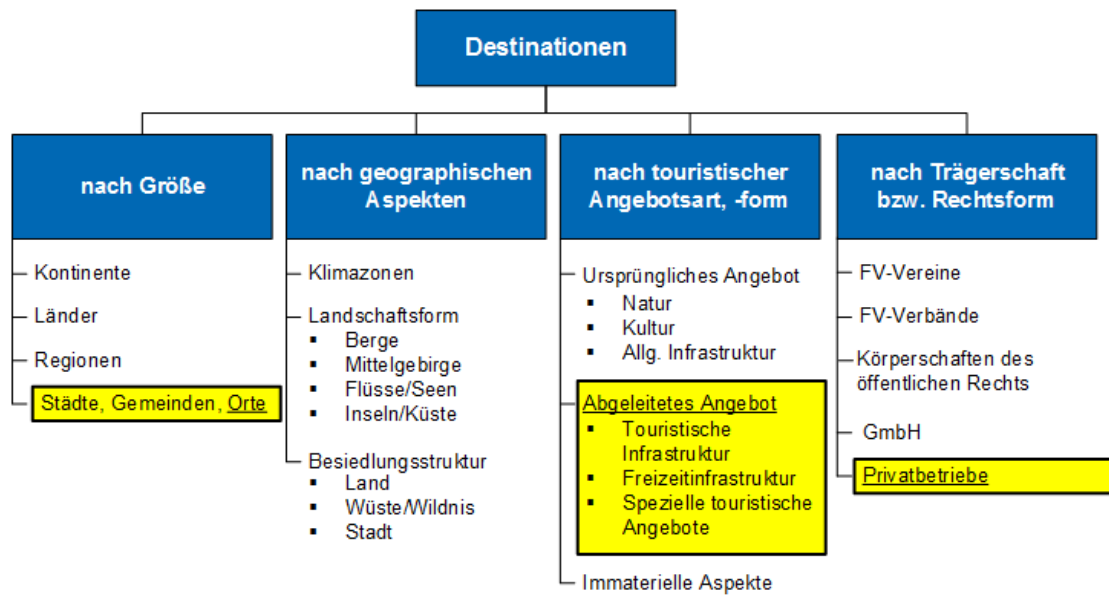 Destinationen
nach Größe
Kontinente
Länder
Regionen
Städte, Gemeinden, Orte
nach geographischen
Aspekten
Klimazonen
Landschaftsform
▪ Berge
▪ Mittelgebirge
▪ Flüsse/Seen
▪ Inseln/Küste
Besiedlungsstruktur
▪ Land
▪ Wüste/Wildnis
▪ Stadt
nach touristischer
Angebotsart, -form
Ursprüngliches Angebot
▪ Natur
▪ Kultur
▪ Allg. Infrastruktur
Abgeleitetes Angebot
▪ Touristische
Infrastruktur
▪ Freizeitinfrastruktur
▪ Spezielle touristische
Angebote
Immaterielle Aspekte
nach Trägerschaft
bzw. Rechtsform
FV-Vereine
FV-Verbände
Körperschaften des
öffentlichen Rechts
GmbH
Privatbetriebe